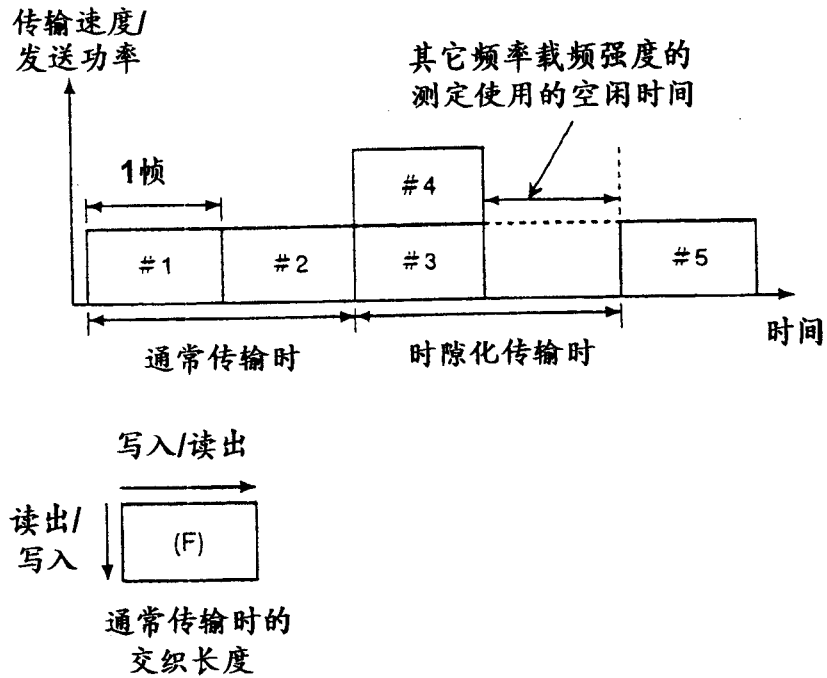 传输速度/
发送功率
其它频率载频强度的
测定使用的空闲时间
1帧
#4
#1
#2
#3
#5
时间
通常传输时
时隙化传输时
写入/读出
读出/
写入
(F)
通常传输时的
交织长度